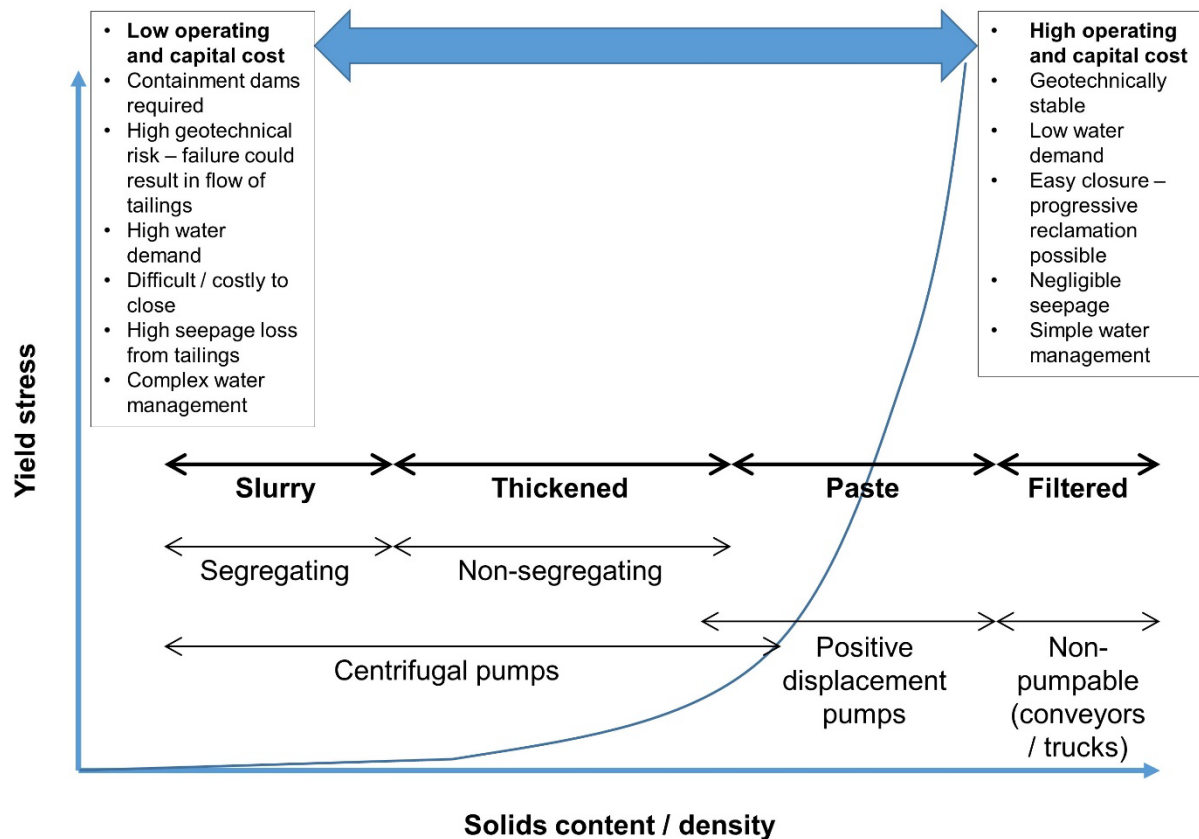 • Low operating
and capital cost
• Containment dams
required
• High geotechnical
risk – failure could
result in flow of
tailings
• High water
demand
• Difficult / costly to
close
• High seepage loss
from tailings
• Complex water
management
• High operating
and capital cost
• Geotechnically
stable
• Low water
demand
• Easy closure –
progressive
reclamation
possible
• Negligible
seepage
• Simple water
management
Yield stress
Slurry
Thickened
Paste
Filtered
Segregating
Non-segregating
Centrifugal pumps
Positive
displacement
pumps
Non-
pumpable
(conveyors
/ trucks)
Solids content / density